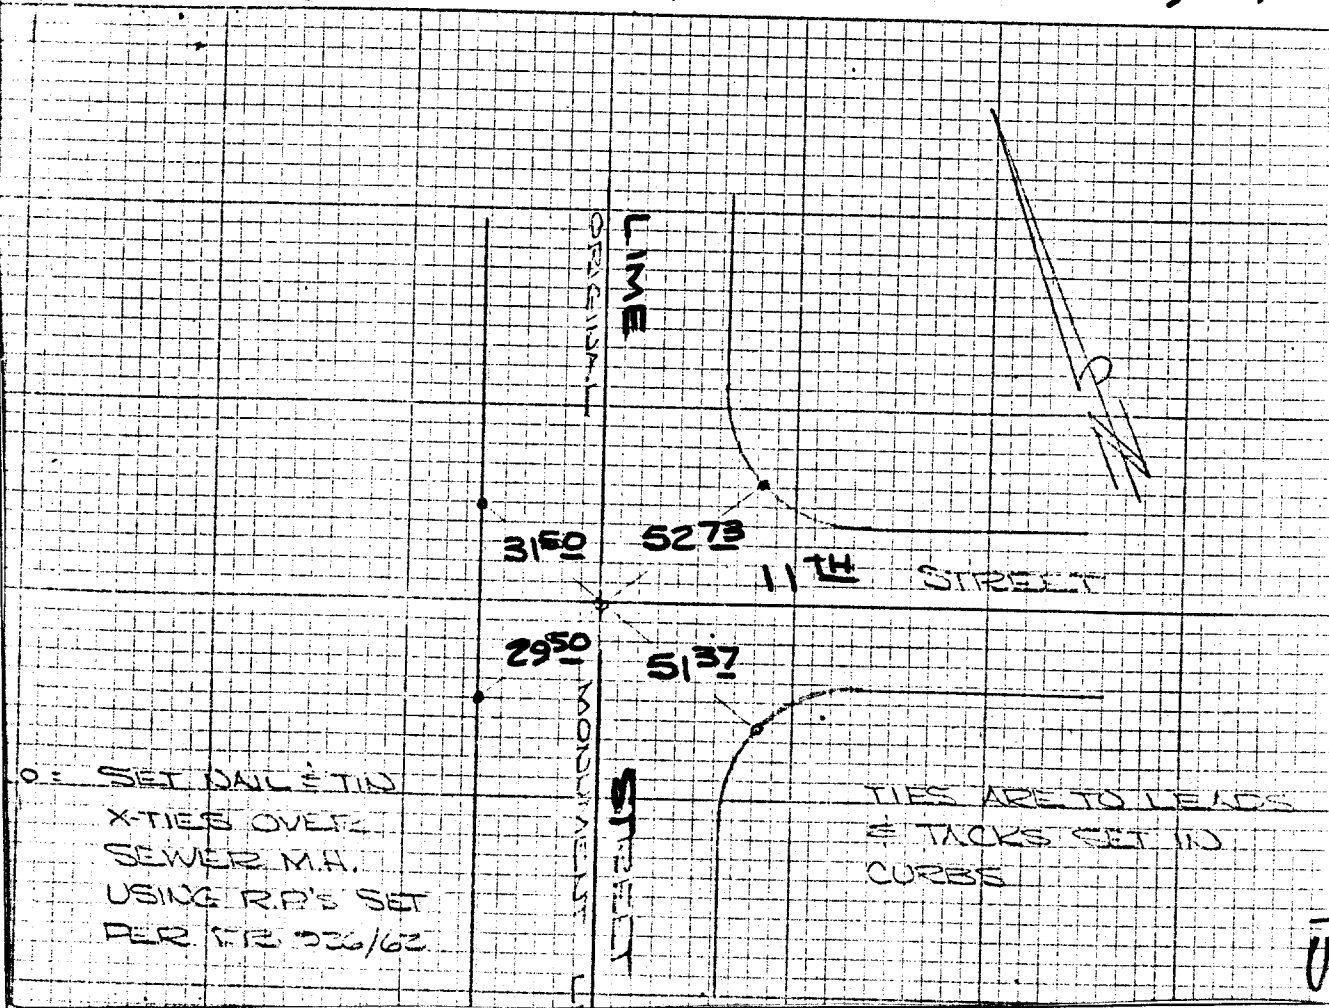 LIME
ORIGINAL
31 50
52 73
11TH STREET
29 50
51 37
MONUMENT
STREET
O = SET NAIL & TIN
X-TIES OVER
SEWER M.H.
USING R.P's SET
PER
TIES ARE TO LEADS
& TACKS SET IN
CURBS